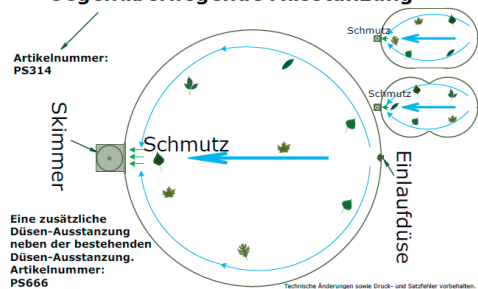 Artikelnummer:
PS314
Schmutz
Schmutz
Skimmer
Schmutz
Einlaufdüse
Eine zusätzliche
Düsen-Ausstanzung
neben der bestehenden
Düsen-Ausstanzung.
Artikelnummer:
PS666
Technische Änderungen sowie Druck- und Satzfehler vorbehalten.